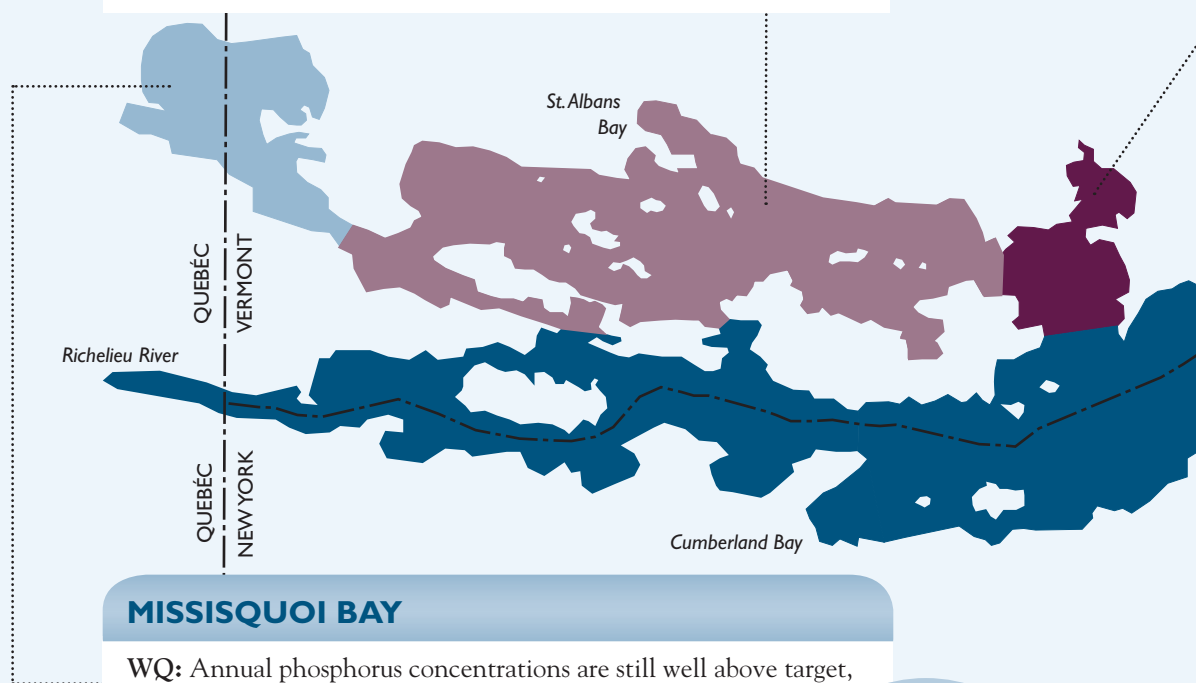 St. Albans
Bay
QUEBÉC
VERMONT
Richelieu River
QUEBÉC
NEW YORK
Cumberland Bay
MISSISQUOI BAY
WQ: Annual phosphorus concentrations are still well above target,